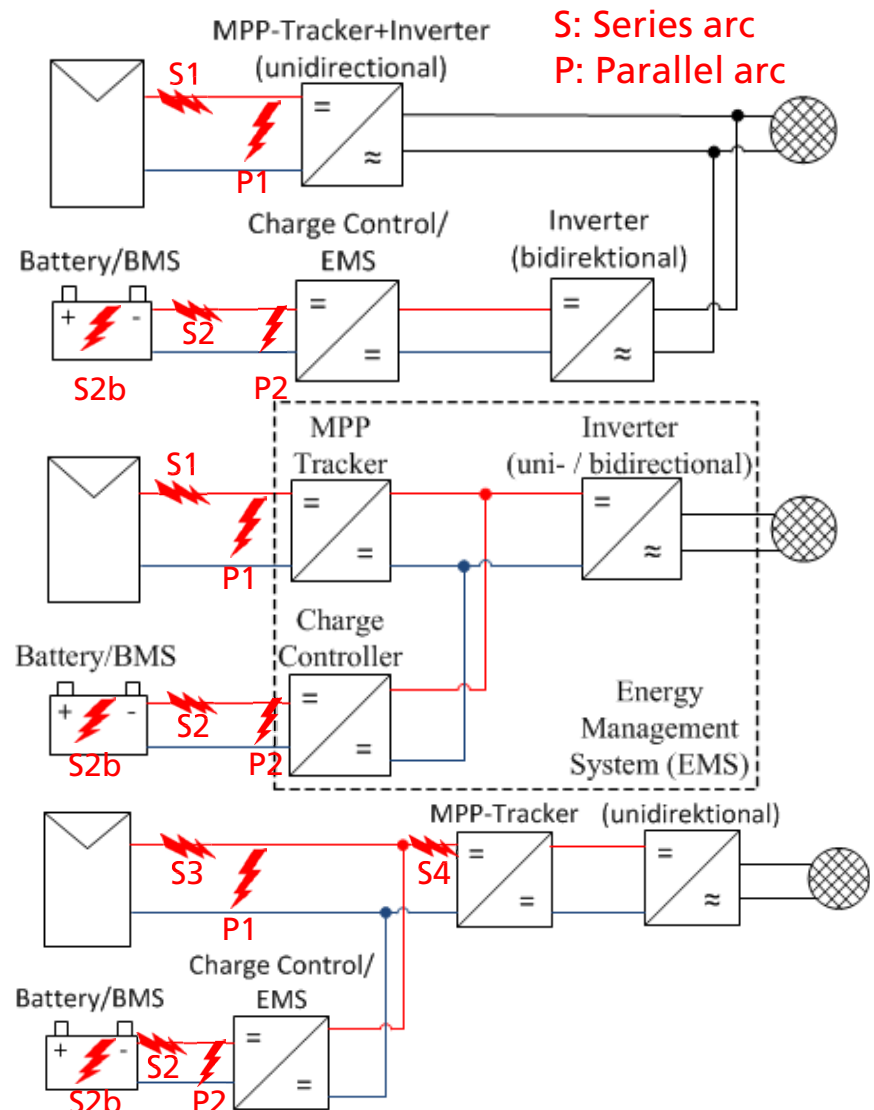 S: Series arc
P: Parallel arc
MPP-Tracker+Inverter
(unidirectional)
S1
=
≈
P1
Charge Control/
EMS
Inverter
(bidirektional)
Battery/BMS
+ -
S2
=
=
=
≈
S2b
P2
MPP
Tracker
Inverter
(uni- / bidirectional)
S1
=
=
=
≈
P1
Charge
Controller
Battery/BMS
+ -
S2
=
=
S2b
P2
Energy
Management
System (EMS)
MPP-Tracker (unidirektional)
S3
S4
=
=
=
≈
P1
Charge Control/
EMS
Battery/BMS
+ -
S2
=
=
S2b
P2